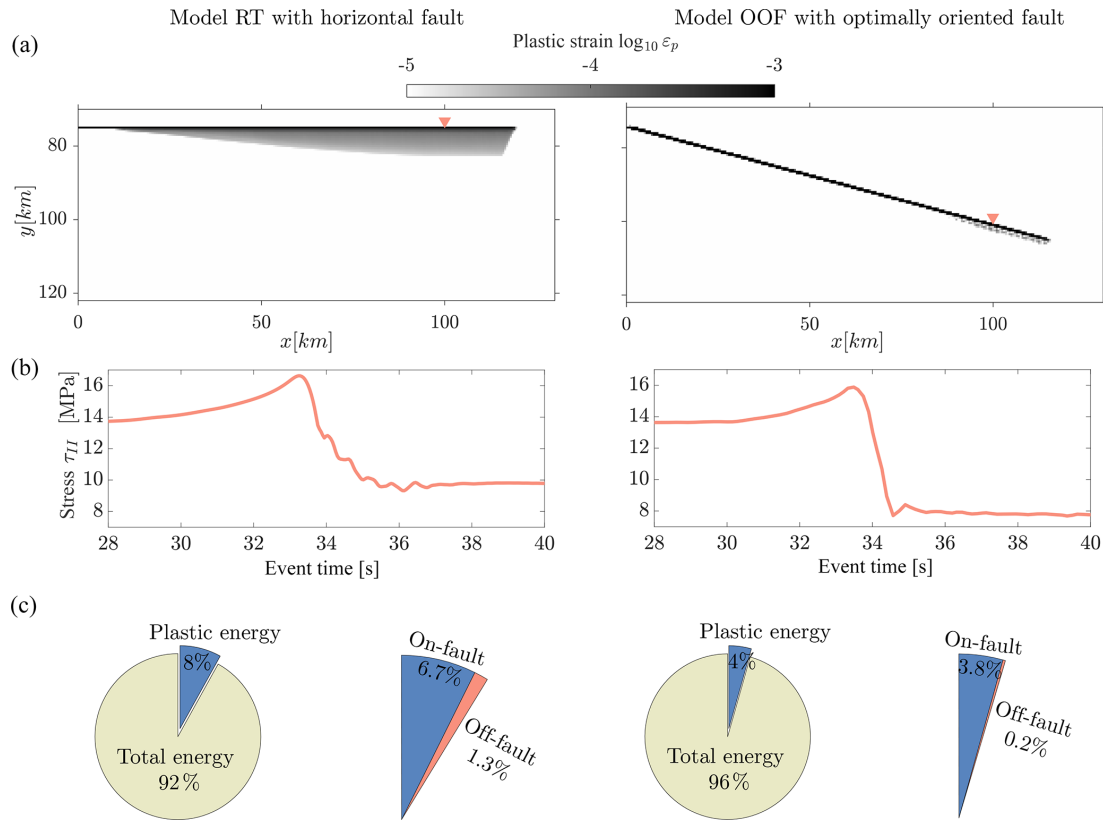 Model RT with horizontal fault
Model OOF with optimally oriented fault
(a)
Plastic strain log₁₀ εₚ
-5 -4 -3
80
100
120
y[km]
0 50 100
x[km]
0 50 100
x[km]
(b)
Stress τ_II [MPa]
16
14
12
10
8
28 30 32 34 36 38 40
Event time [s]
16
14
12
10
8
28 30 32 34 36 38 40
Event time [s]
(c)
Plastic energy
8%
Total energy
92%
On-fault
6.7%
Off-fault
1.3%
Plastic energy
4%
Total energy
96%
On-fault
3.8%
Off-fault
0.2%